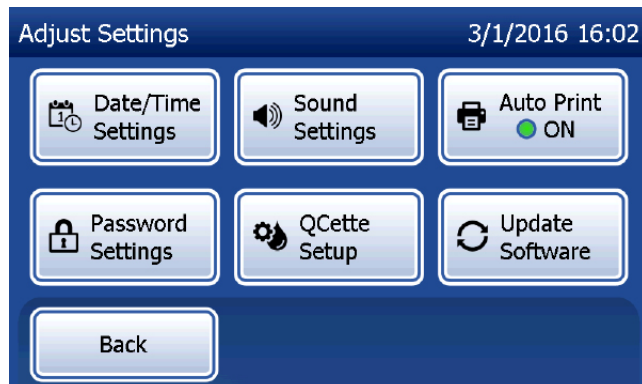 Adjust Settings 3/1/2016 16:02
Date/Time
Settings
Sound
Settings
Auto Print
ON
Password
Settings
QCette
Setup
Update
Software
Back